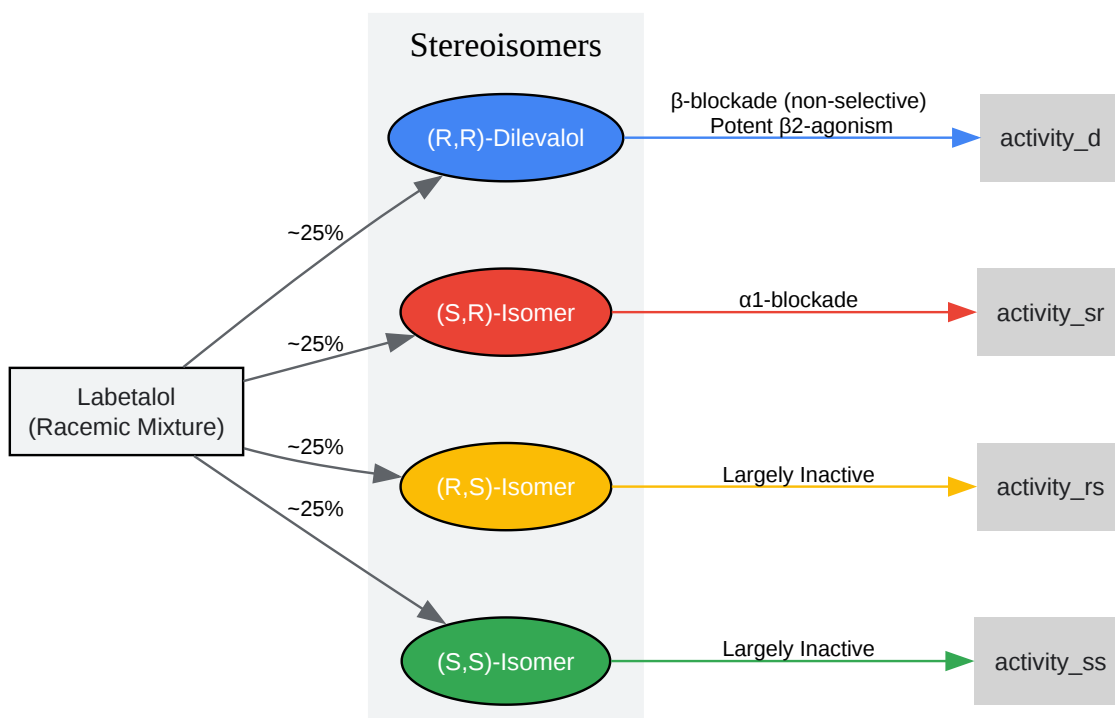 Stereoisomers
β-blockade (non-selective)
Potent β2-agonism
(R,R)-Dilevalol
activity_d
~25%
(S,R)-Isomer
α1-blockade
activity_sr
~25%
Labetalol
(Racemic Mixture)
~25%
(R,S)-Isomer
Largely Inactive
activity_rs
~25%
(S,S)-Isomer
Largely Inactive
activity_ss